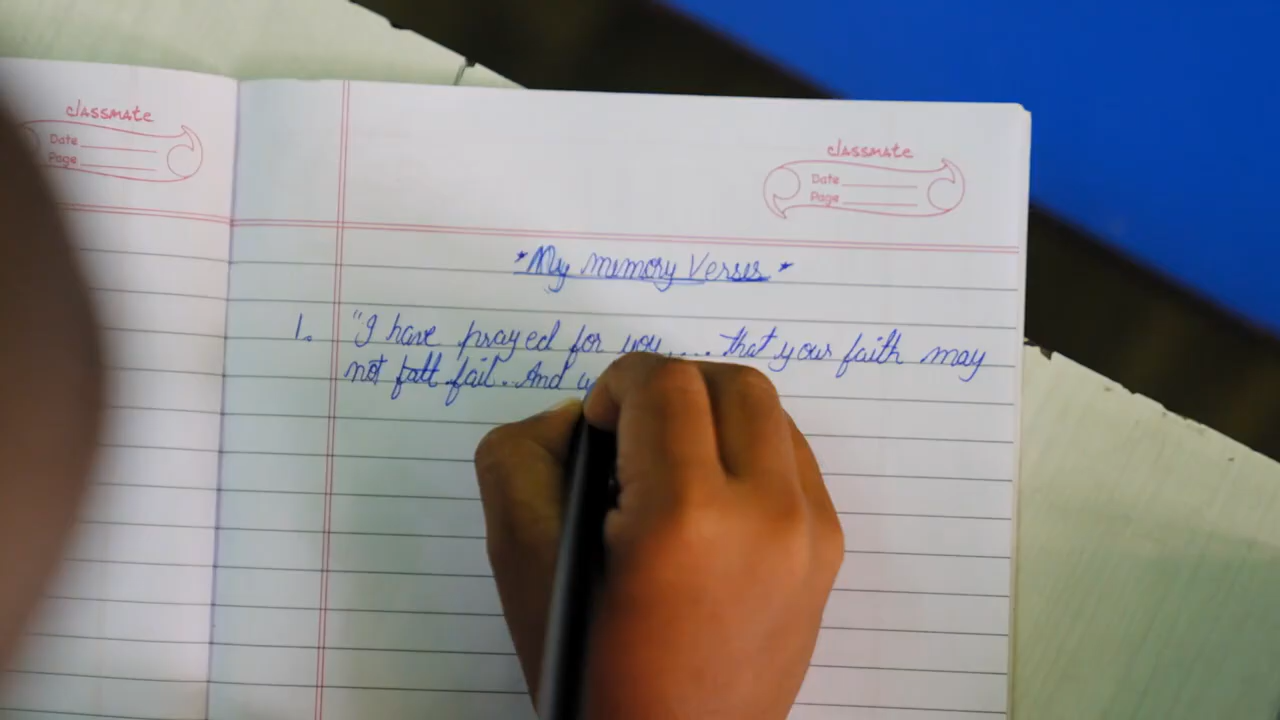 classmate
Date
Page
classmate
Date
Page
*My memory Verses*
1. "I have prayed for you.... that your faith may
not fall fail. And